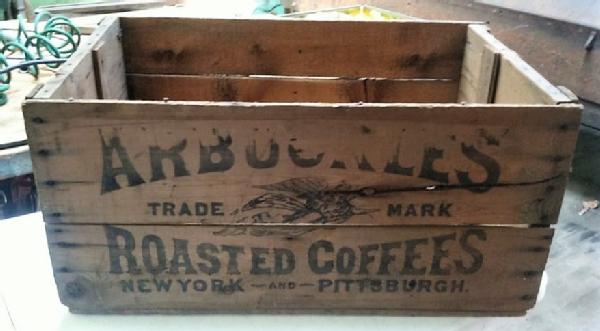 ARBUCKLES
TRADE MARK
ROASTED COFFEES
NEW YORK — AND — PITTSBURGH.